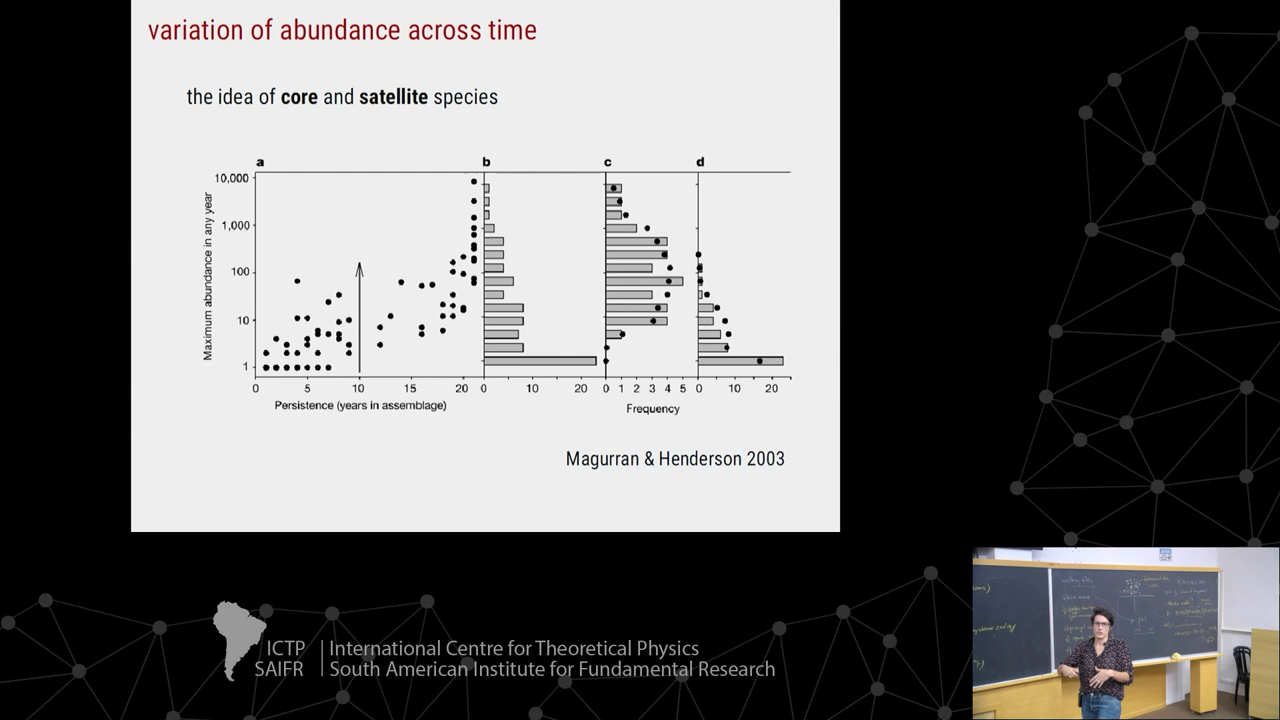 variation of abundance across time
the idea of core and satellite species
a b c d
Maximum abundance in any year
10,000
1,000
100
10
1
0 5 10 15 20 0 10 20 0 1 2 3 4 5 0 10 20
Persistence (years in assemblage)
Frequency
Magurran & Henderson 2003
ICTP
SAIFR
International Centre for Theoretical Physics
South American Institute for Fundamental Research